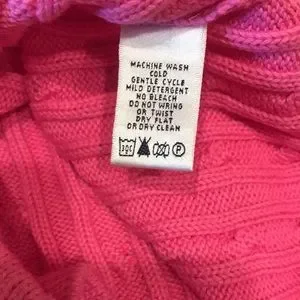 MACHINE WASH
COLD
GENTLE CYCLE
MILD DETERGENT
NO BLEACH
DO NOT WRING
OR TWIST
DRY FLAT
OR DRY CLEAN
30C P